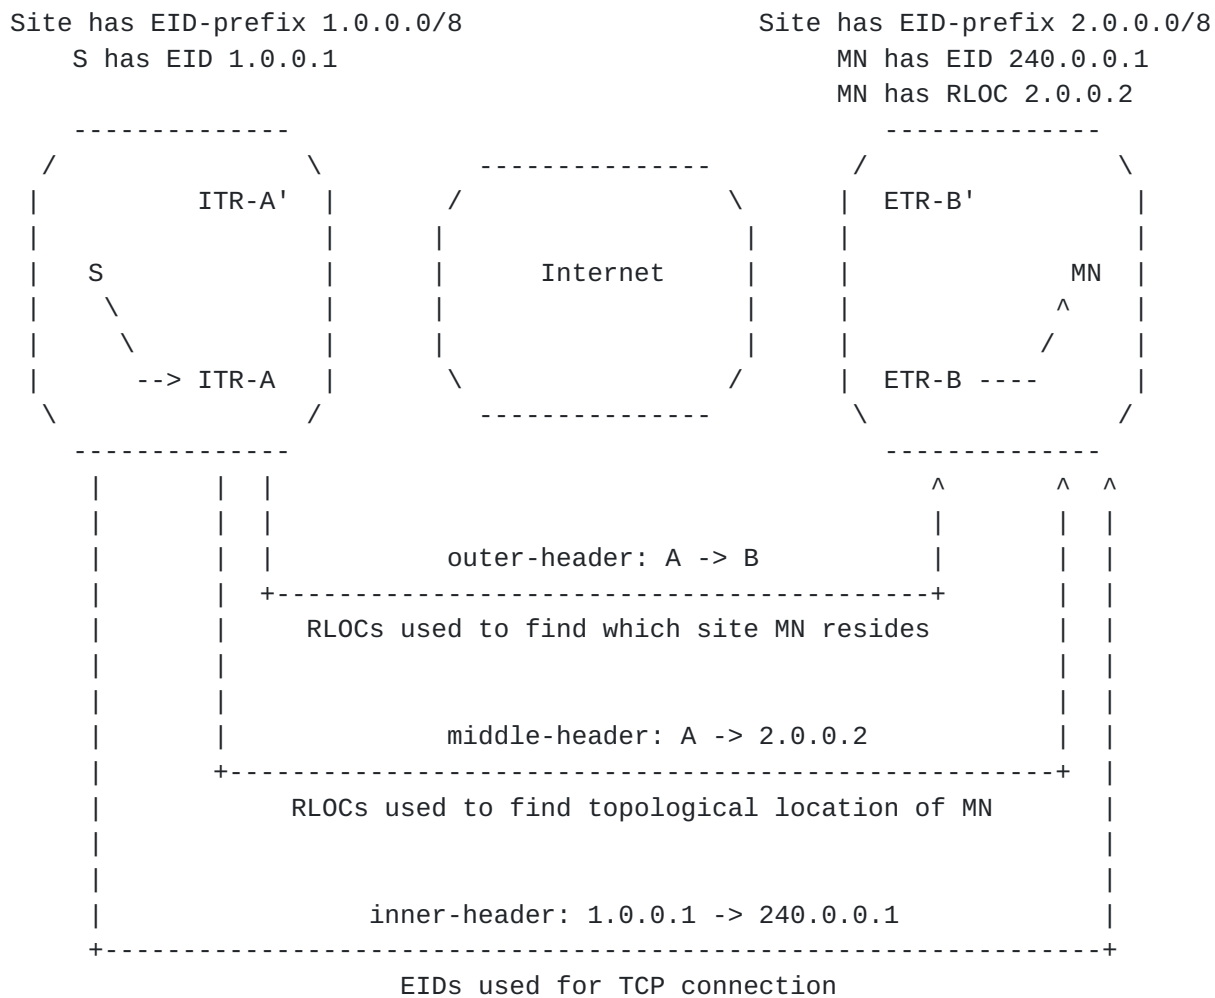 Site has EID-prefix 1.0.0.0/8 Site has EID-prefix 2.0.0.0/8
S has EID 1.0.0.1 MN has EID 240.0.0.1
MN has RLOC 2.0.0.2
ITR-A' ETR-B'
S Internet MN
--> ITR-A ETR-B ----
outer-header: A -> B
RLOCs used to find which site MN resides
middle-header: A -> 2.0.0.2
RLOCs used to find topological location of MN
inner-header: 1.0.0.1 -> 240.0.0.1
EIDs used for TCP connection